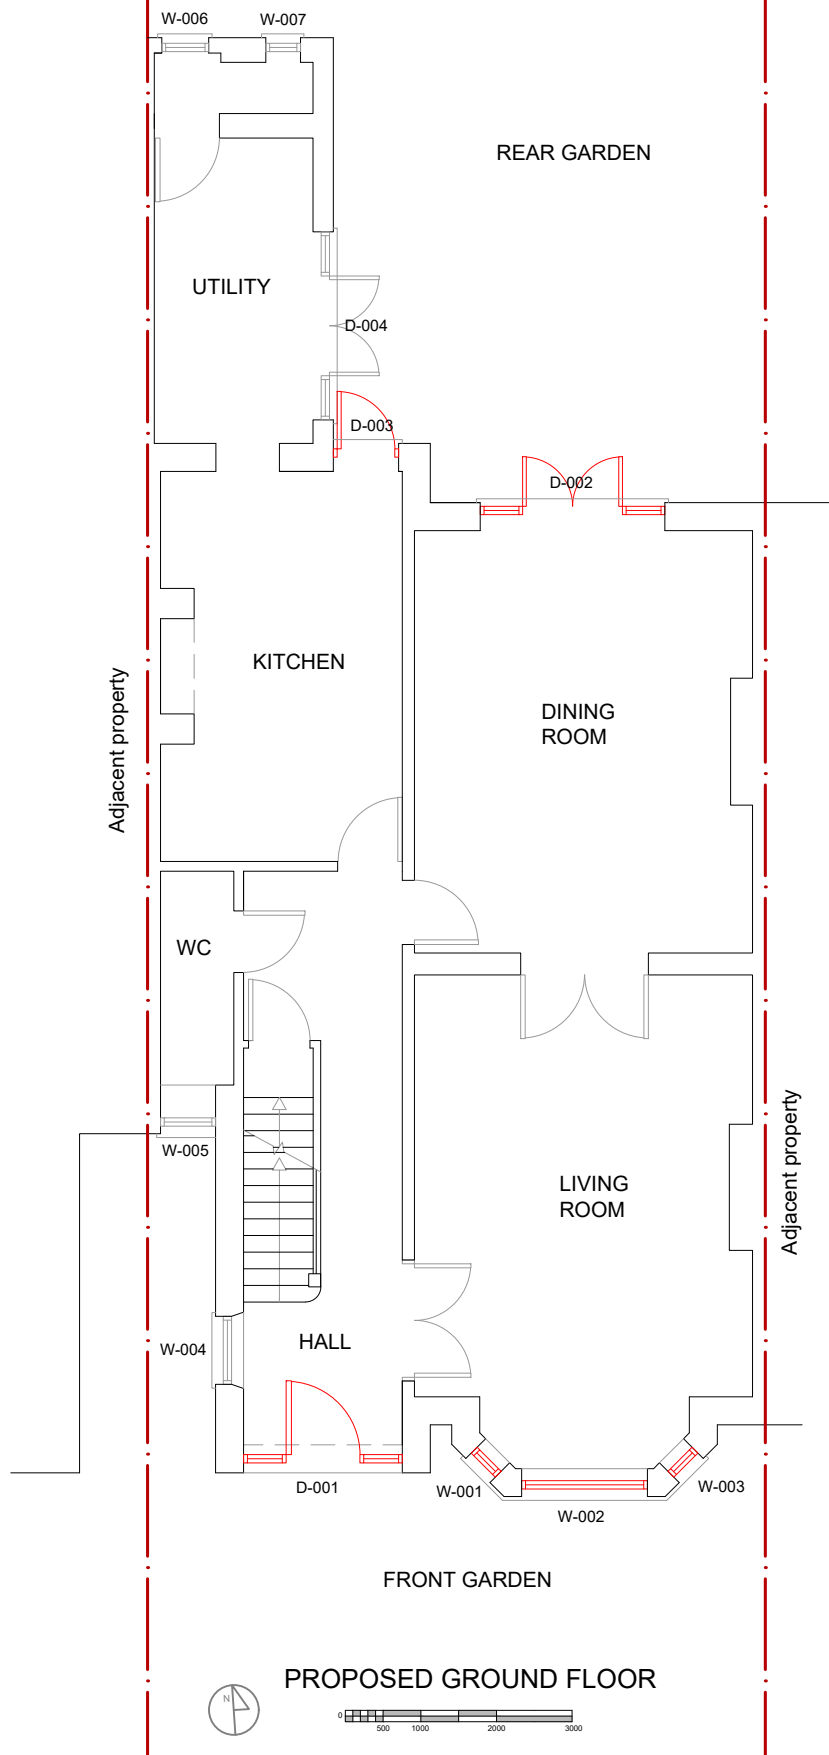 W-006
W-007
REAR GARDEN
UTILITY
D-004
D-003
D-002
KITCHEN
Adjacent property
DINING
ROOM
WC
W-005
LIVING
ROOM
Adjacent property
W-004
HALL
D-001
W-001
W-002
W-003
FRONT GARDEN
PROPOSED GROUND FLOOR
N
0
500
1000
2000
3000